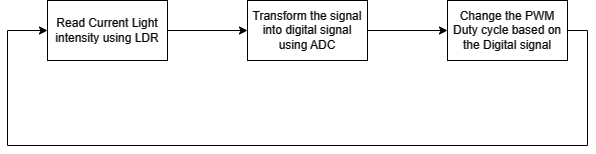 Read Current Light
intensity using LDR
Transform the signal
into digital signal
using ADC
Change the PWM
Duty cycle based on
the Digital signal